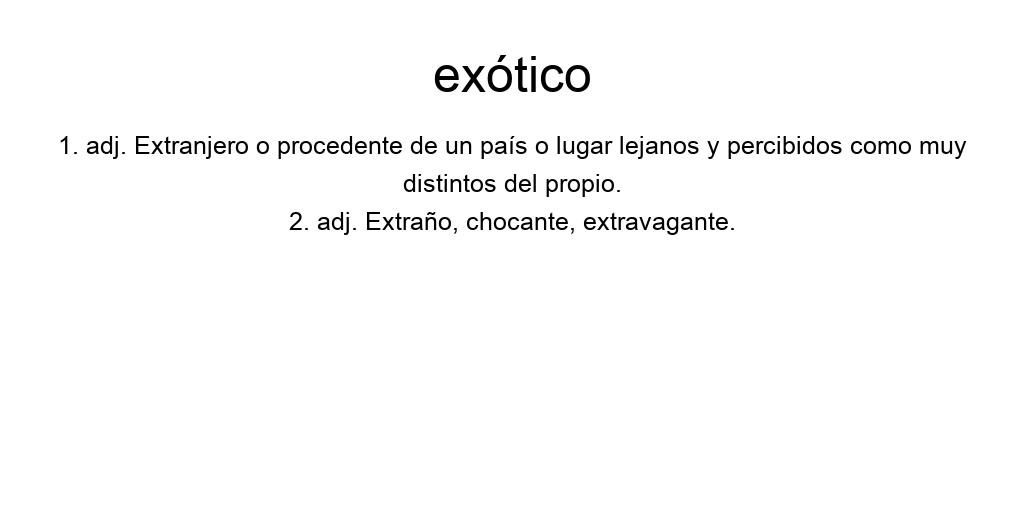 exótico
1. adj. Extranjero o procedente de un país o lugar lejanos y percibidos como muy
distintos del propio.
2. adj. Extraño, chocante, extravagante.